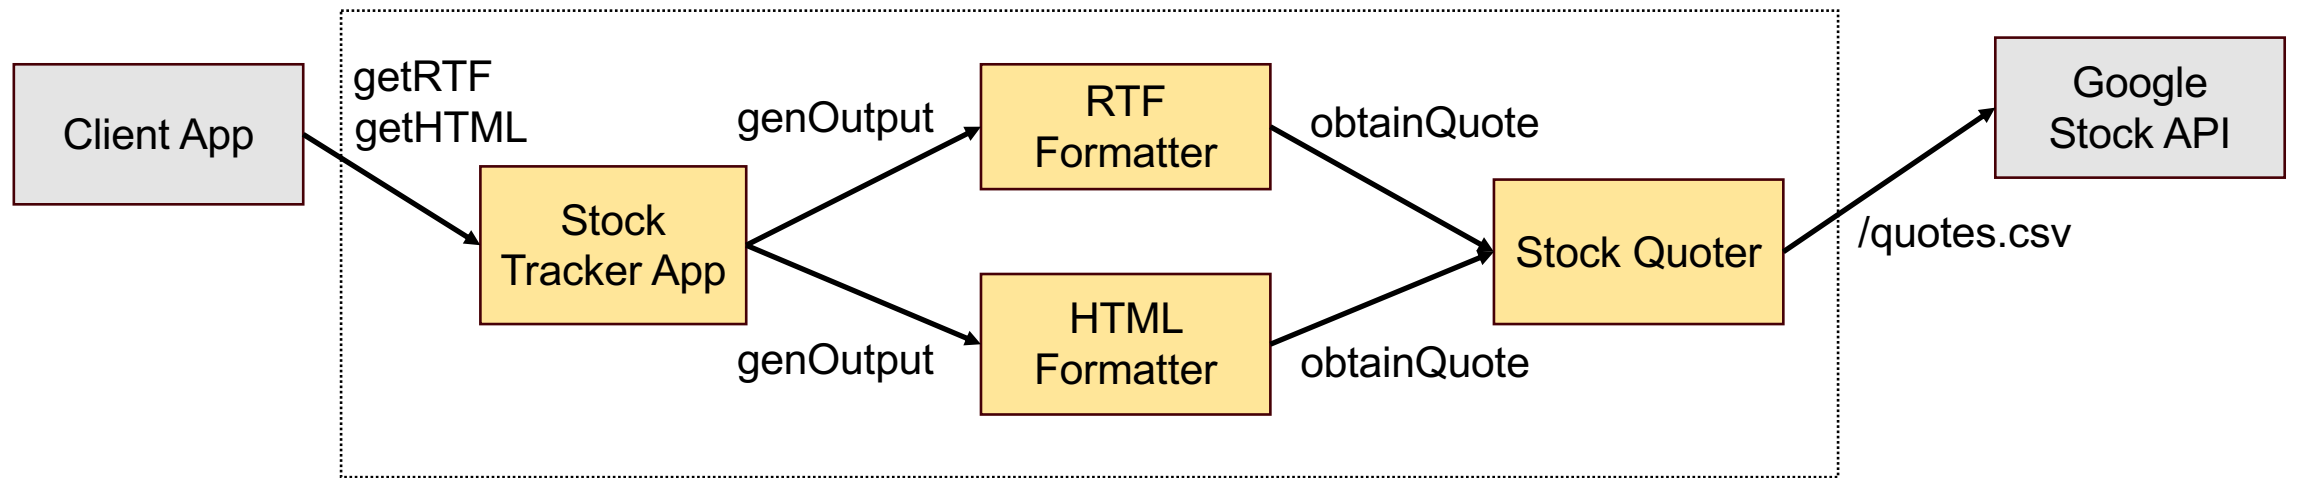 Client App
getRTF
getHTML
Stock
Tracker App
genOutput
genOutput
RTF
Formatter
HTML
Formatter
obtainQuote
obtainQuote
Stock Quoter
/quotes.csv
Google
Stock API